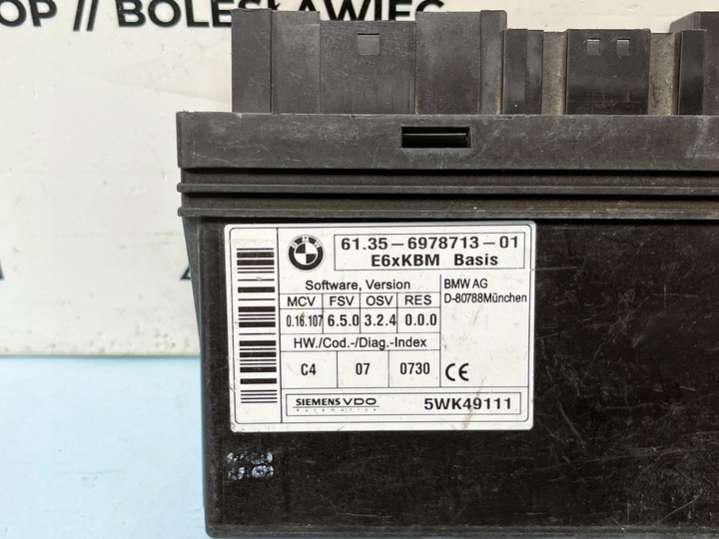 OP // BOLESŁAWIEC
BMW
61.35-6978713-01
E6xKBM Basis
Software, Version
MCV FSV OSV RES
0.16.107 6.5.0 3.2.4 0.0.0
BMW AG
D-80788München
HW./Cod.-/Diag.-Index
C4 07 0730 CE
SIEMENS VDO
Automotive
5WK49111